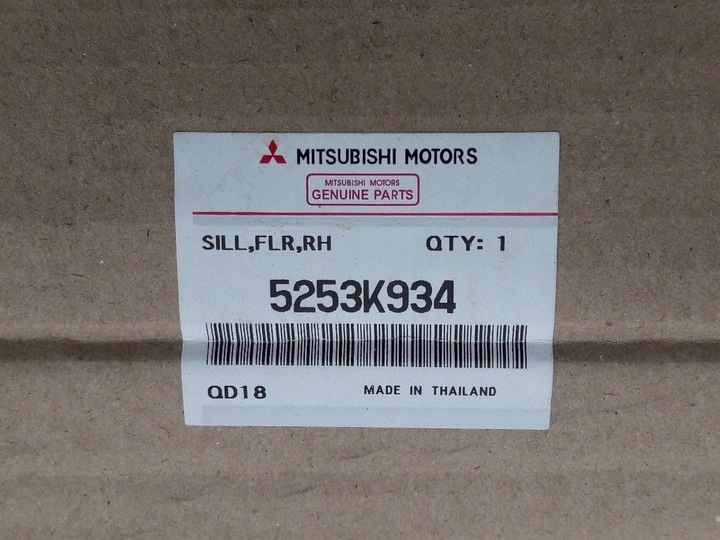 MITSUBISHI MOTORS
MITSUBISHI MOTORS
GENUINE PARTS
SILL,FLR,RH QTY: 1
5253K934
QD18 MADE IN THAILAND